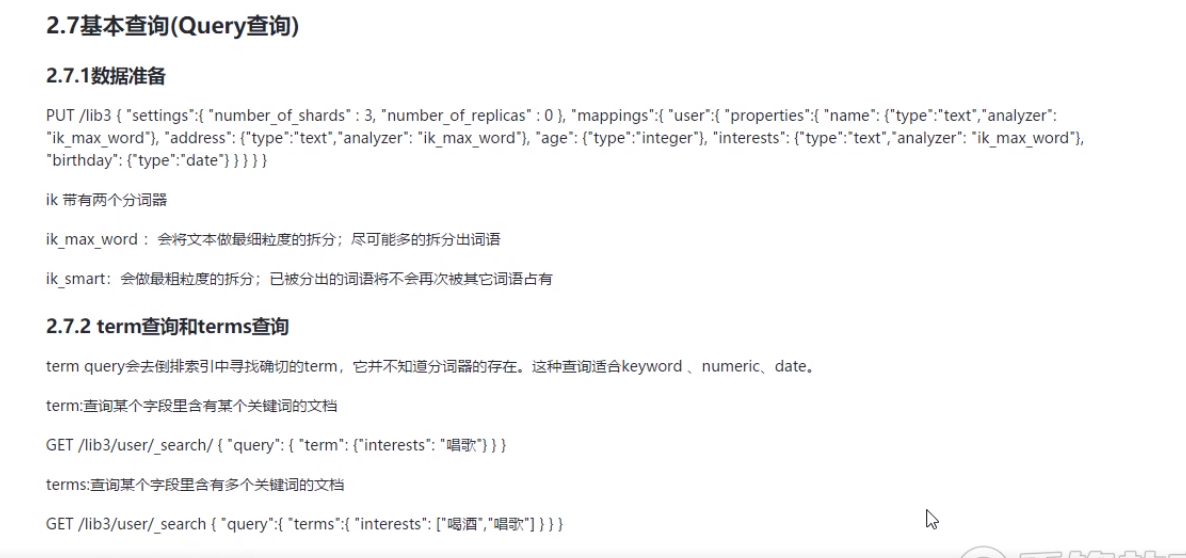 2.7基本查询(Query查询)
2.7.1数据准备
PUT /lib3 { "settings":{ "number_of_shards" : 3, "number_of_replicas" : 0 }, "mappings":{ "user":{ "properties":{ "name": {"type":"text","analyzer":
"ik_max_word"}, "address": {"type":"text","analyzer": "ik_max_word"}, "age": {"type":"integer"}, "interests": {"type":"text","analyzer": "ik_max_word"},
"birthday": {"type":"date"} } } } }
ik 带有两个分词器
ik_max_word ：会将文本做最细粒度的拆分；尽可能多的拆分出词语
ik_smart：会做最粗粒度的拆分；已被分出的词语将不会再次被其它词语占有
2.7.2 term查询和terms查询
term query会去倒排索引中寻找确切的term，它并不知道分词器的存在。这种查询适合keyword 、numeric、date。
term:查询某个字段里含有某个关键词的文档
GET /lib3/user/_search/ { "query": { "term": {"interests": "唱歌"} } }
terms:查询某个字段里含有多个关键词的文档
GET /lib3/user/_search { "query":{ "terms":{ "interests": ["喝酒","唱歌"] } } }